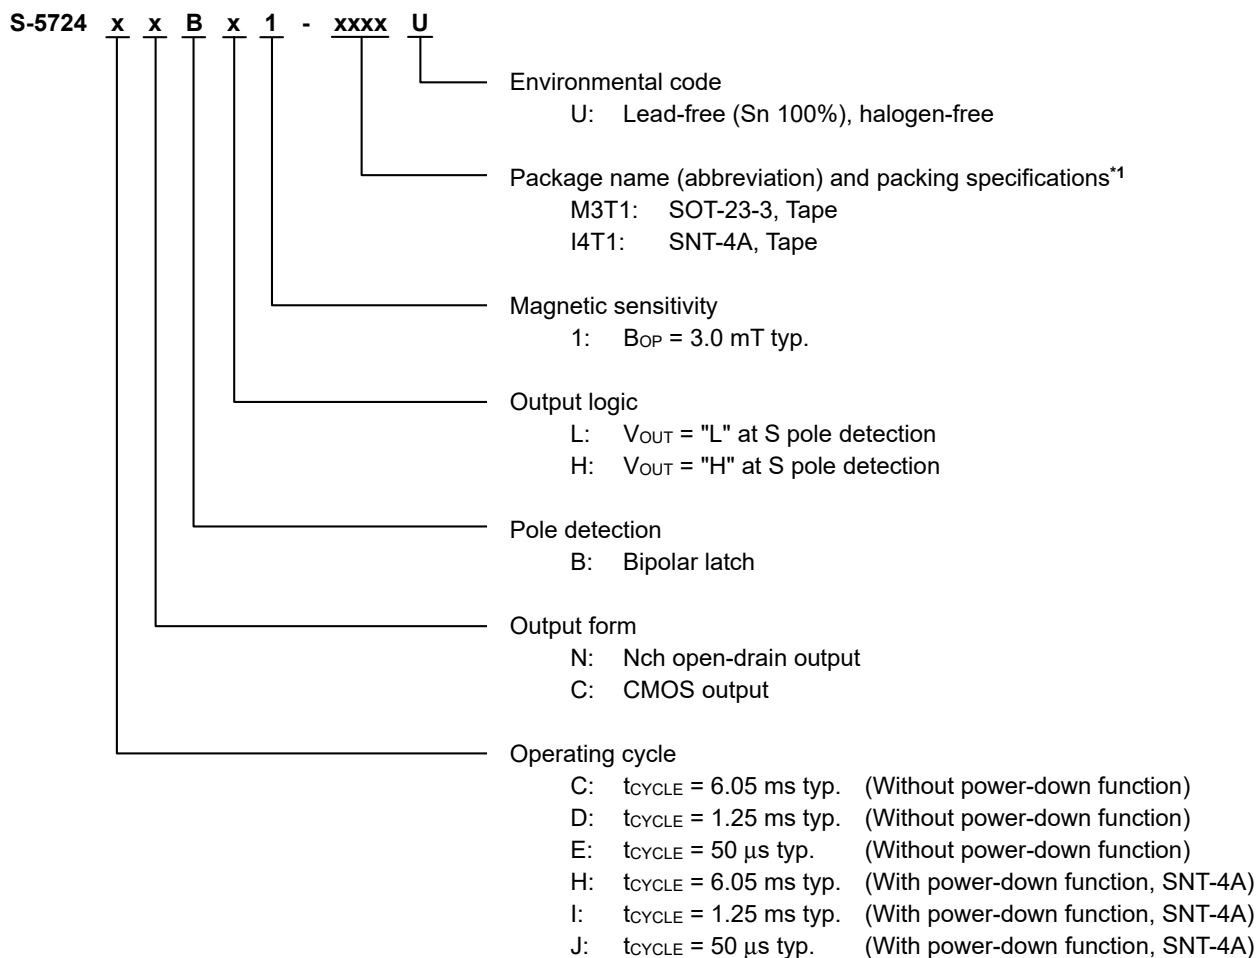 S-5724 x x B x 1 - xxxx U
Environmental code
U: Lead-free (Sn 100%), halogen-free
Package name (abbreviation) and packing specifications*1
M3T1: SOT-23-3, Tape
I4T1: SNT-4A, Tape
Magnetic sensitivity
1: BOP = 3.0 mT typ.
Output logic
L: VOUT = "L" at S pole detection
H: VOUT = "H" at S pole detection
Pole detection
B: Bipolar latch
Output form
N: Nch open-drain output
C: CMOS output
Operating cycle
C: tCYCLE = 6.05 ms typ. (Without power-down function)
D: tCYCLE = 1.25 ms typ. (Without power-down function)
E: tCYCLE = 50 μs typ. (Without power-down function)
H: tCYCLE = 6.05 ms typ. (With power-down function, SNT-4A)
I: tCYCLE = 1.25 ms typ. (With power-down function, SNT-4A)
J: tCYCLE = 50 μs typ. (With power-down function, SNT-4A)